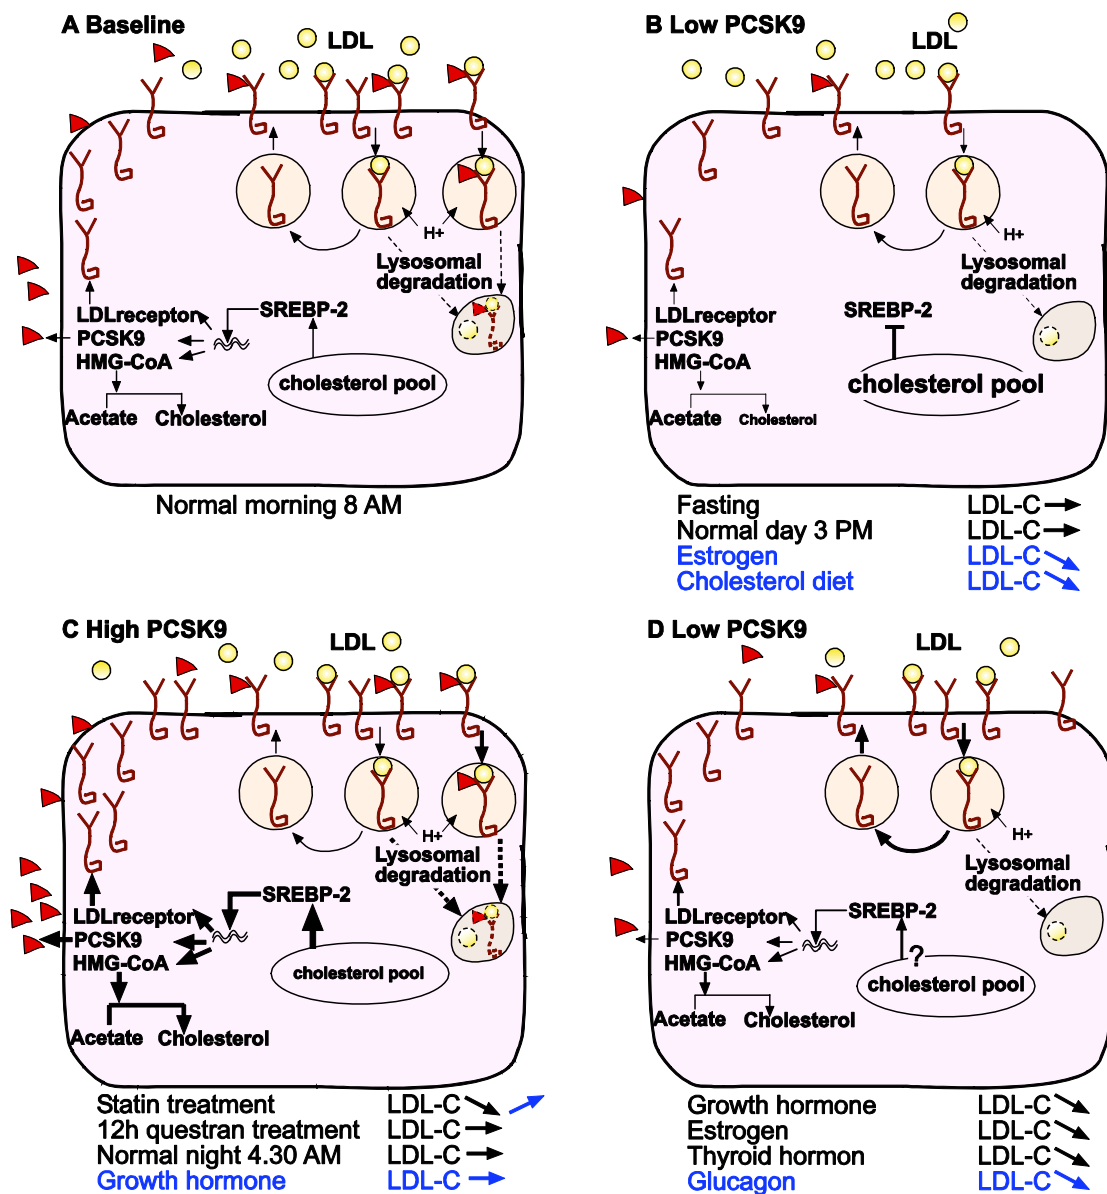 A Baseline
LDL
H+
Lysosomal
degradation
LDLreceptor
SREBP-2
PCSK9
HMG-CoA
cholesterol pool
Acetate
Cholesterol
Normal morning 8 AM
B Low PCSK9
LDL
H+
Lysosomal
degradation
LDLreceptor
SREBP-2
PCSK9
HMG-CoA
cholesterol pool
Acetate
Cholesterol
Fasting LDL-C
Normal day 3 PM LDL-C
Estrogen LDL-C
Cholesterol diet LDL-C
C High PCSK9
LDL
H+
Lysosomal
degradation
SREBP-2
LDLreceptor
PCSK9
HMG-CoA
cholesterol pool
Acetate
Cholesterol
Statin treatment LDL-C
12h questran treatment LDL-C
Normal night 4.30 AM LDL-C
Growth hormone LDL-C
D Low PCSK9
LDL
H+
Lysosomal
degradation
LDLreceptor
SREBP-2
PCSK9
HMG-CoA
?
cholesterol pool
Acetate
Cholesterol
Growth hormone LDL-C
Estrogen LDL-C
Thyroid hormon LDL-C
Glucagon LDL-C